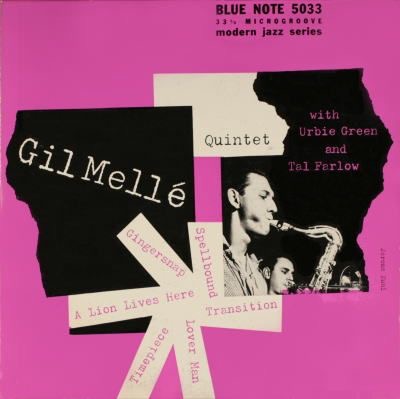 BLUE NOTE 5033
33⅓ MICROGROOVE
modern jazz series
Quintet
with
Urbie Green
and
Tal Farlow
Gil Mellé
Gingersnap
Spellbound
A Lion Lives Here
Transition
Timepiece
Lover Man